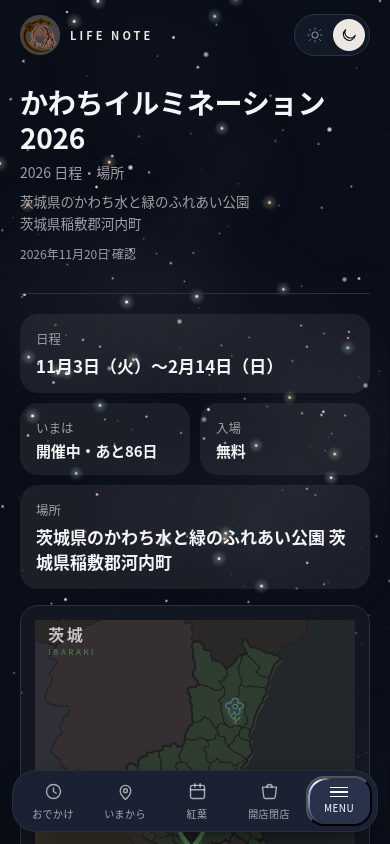 LIFE NOTE
かわちイルミネーション
2026
2026 日程・場所
茨城県のかわち水と緑のふれあい公園
茨城県稲敷郡河内町
2026年11月20日 確認
日程
11月3日（火）〜2月14日（日）
いまは
開催中・あと86日
入場
無料
場所
茨城県のかわち水と緑のふれあい公園 茨
城県稲敷郡河内町
茨城
IBARAKI
おでかけ
いまから
紅葉
開店閉店
MENU